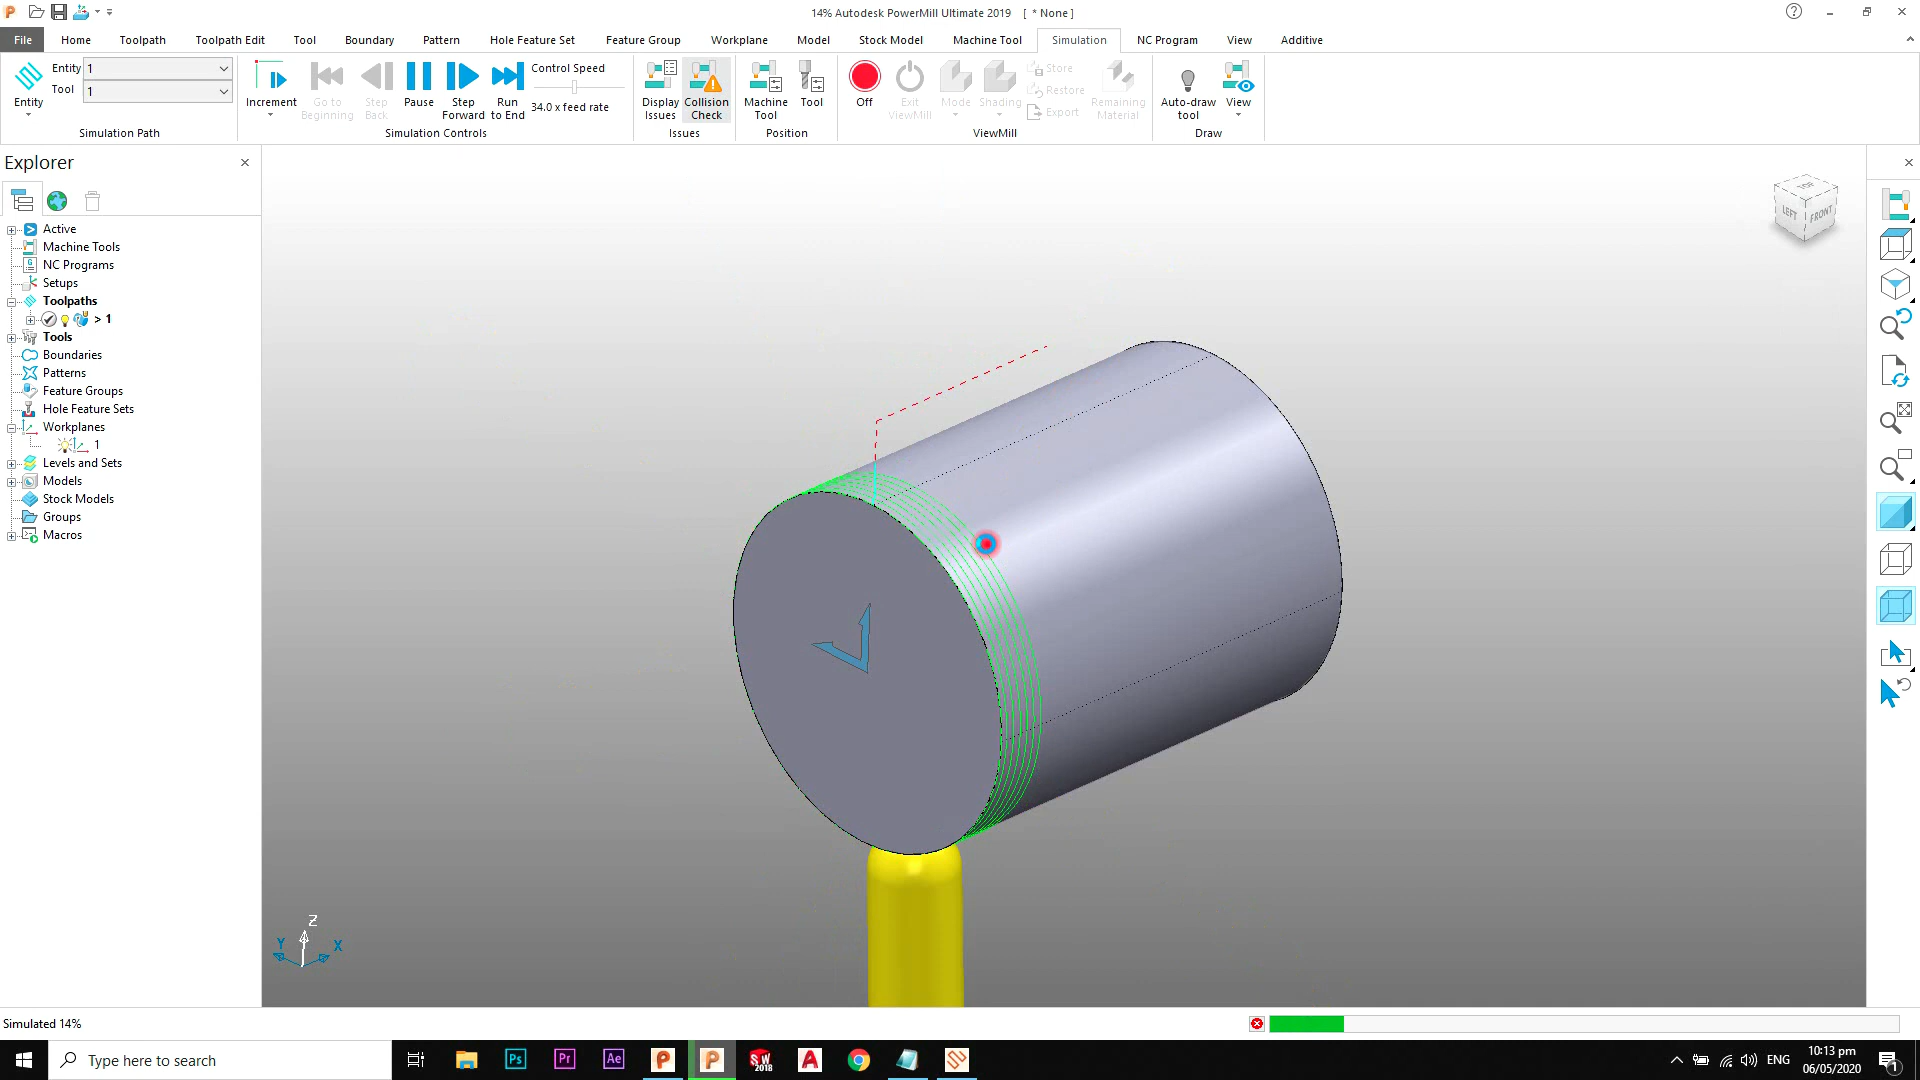 14% Autodesk PowerMill Ultimate 2019 [ * None ]
File Home Toolpath Toolpath Edit Tool Boundary Pattern Hole Feature Set Feature Group Workplane Model Stock Model Machine Tool Simulation NC Program View Additive
Entity
Entity 1
Tool 1
Simulation Path
Increment
Go to Beginning
Step Back
Pause
Step Forward
Run to End
Control Speed
34.0 x feed rate
Simulation Controls
Display Issues
Collision Check
Issues
Machine Tool
Tool
Position
Off
Exit ViewMill
Mode
Shading
Store
Restore
Export
Remaining Material
ViewMill
Auto-draw tool
View
Draw
Explorer
Active
Machine Tools
NC Programs
Setups
Toolpaths
> 1
Tools
Boundaries
Patterns
Feature Groups
Hole Feature Sets
Workplanes
1
Levels and Sets
Models
Stock Models
Groups
Macros
TOP
LEFT
FRONT
Z
Y
X
Simulated 14%
Type here to search
Ps
Pr
Ae
SW
2018
ENG
10:13 pm
06/05/2020
1